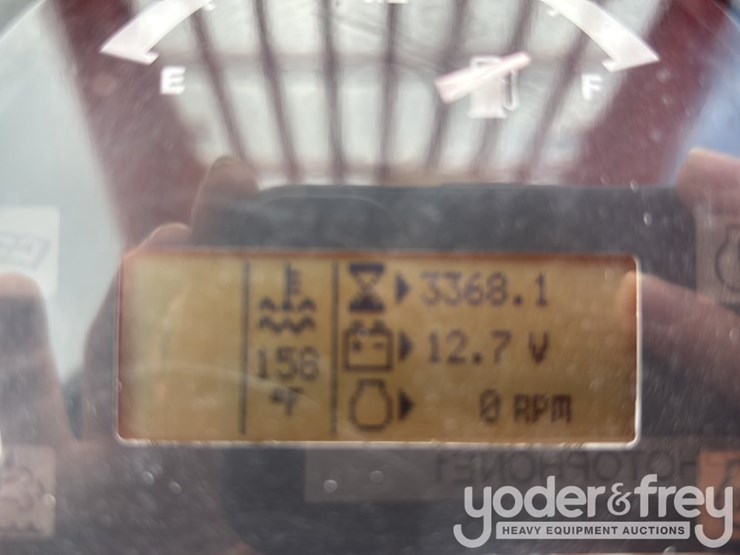 E F
3368.1
12.7 V
158
°F
0 RPM
yoder&frey
HEAVY EQUIPMENT AUCTIONS